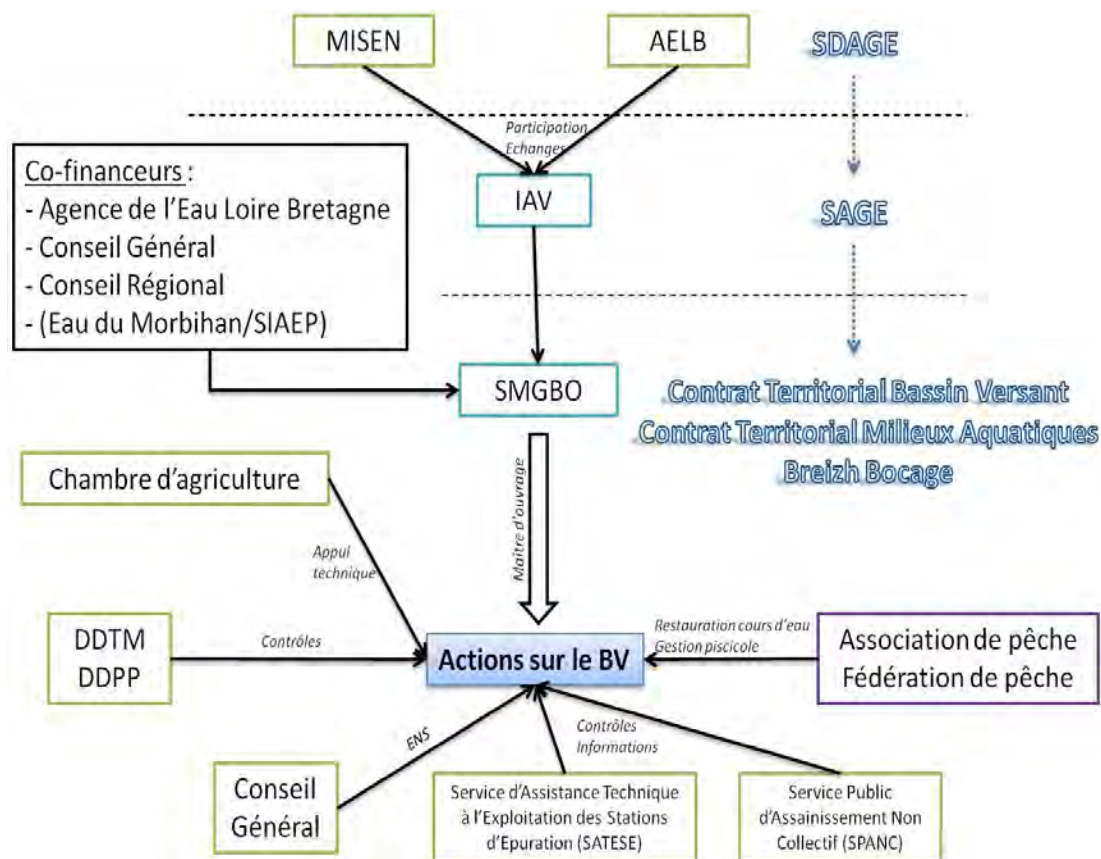 MISEN
AELB
SDAGE
Participation
Echanges
Co-financeurs :
- Agence de l'Eau Loire Bretagne
- Conseil Général
- Conseil Régional
- (Eau du Morbihan/SIAEP)
IAV
SAGE
SMGBO
Contrat Territorial Bassin Versant
Contrat Territorial Milieux Aquatiques
Breizh Bocage
Chambre d'agriculture
Appui
technique
Maître d'ouvrage
DDTM
DDPP
Contrôles
Actions sur le BV
Restauration cours d'eau
Gestion piscicole
Association de pêche
Fédération de pêche
ENS
Contrôles
Informations
Conseil
Général
Service d'Assistance Technique
à l'Exploitation des Stations
d'Epuration (SATESE)
Service Public
d'Assainissement Non
Collectif (SPANC)